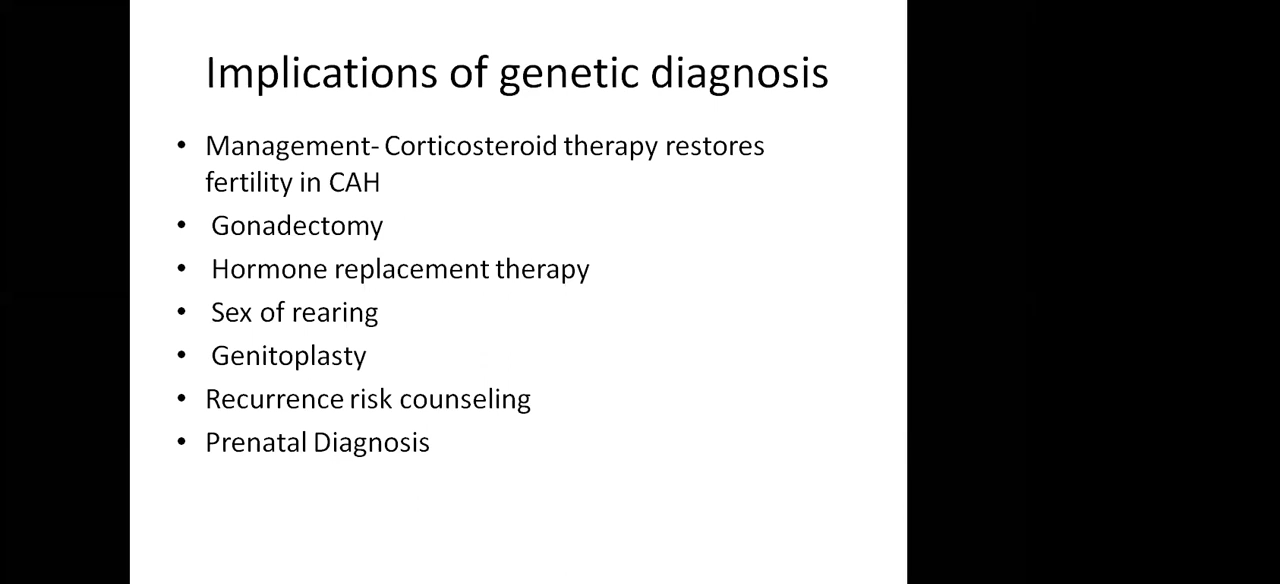 Implications of genetic diagnosis
• Management- Corticosteroid therapy restores
fertility in CAH
• Gonadectomy
• Hormone replacement therapy
• Sex of rearing
• Genitoplasty
• Recurrence risk counseling
• Prenatal Diagnosis